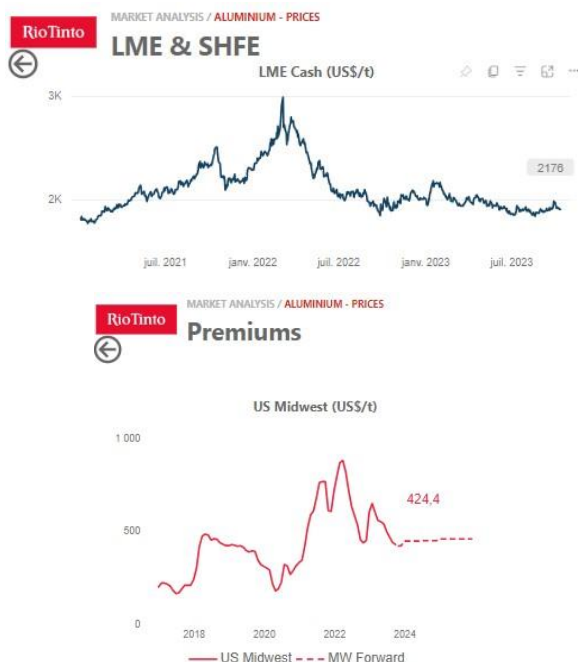 RioTinto
MARKET ANALYSIS / ALUMINIUM - PRICES
LME & SHFE
LME Cash (US$/t)
3K
2176
2K
juil. 2021 janv. 2022 juil. 2022 janv. 2023 juil. 2023
RioTinto
MARKET ANALYSIS / ALUMINIUM - PRICES
Premiums
US Midwest (US$/t)
1 000
424,4
500
0
2018 2020 2022 2024
US Midwest MW Forward